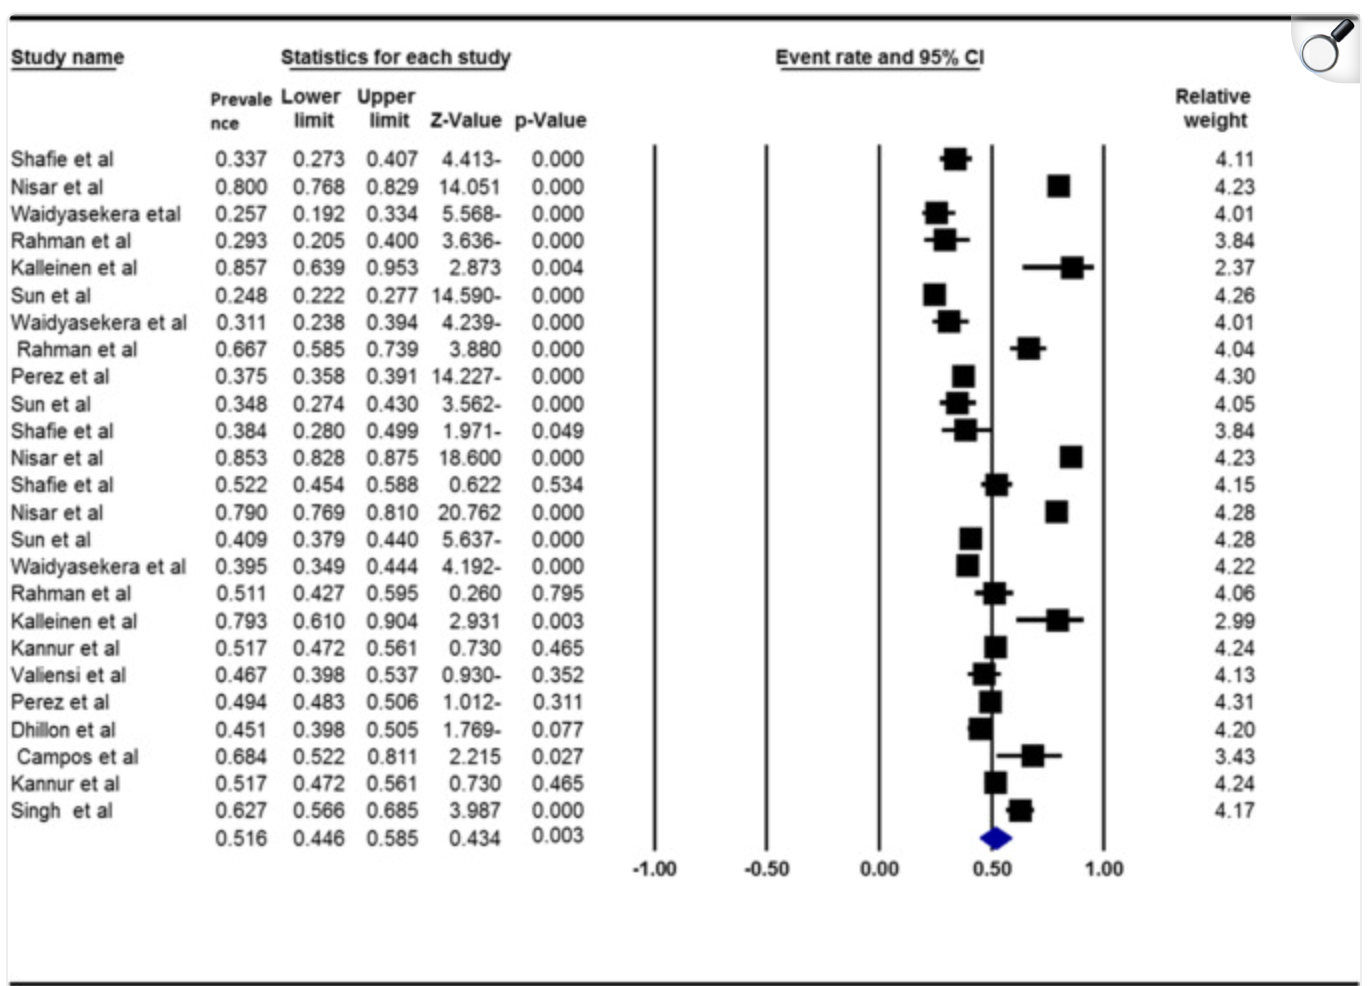 Study name Statistics for each study Event rate and 95% CI
Prevale Lower Upper Relative
nce limit limit Z-Value p-Value weight
Shafie et al 0.337 0.273 0.407 4.413- 0.000 4.11
Nisar et al 0.800 0.768 0.829 14.051 0.000 4.23
Waidyasekera etal 0.257 0.192 0.334 5.568- 0.000 4.01
Rahman et al 0.293 0.205 0.400 3.636- 0.000 3.84
Kalleinen et al 0.857 0.639 0.953 2.873 0.004 2.37
Sun et al 0.248 0.222 0.277 14.590- 0.000 4.26
Waidyasekera et al 0.311 0.238 0.394 4.239- 0.000 4.01
Rahman et al 0.667 0.585 0.739 3.880 0.000 4.04
Perez et al 0.375 0.358 0.391 14.227- 0.000 4.30
Sun et al 0.348 0.274 0.430 3.562- 0.000 4.05
Shafie et al 0.384 0.280 0.499 1.971- 0.049 3.84
Nisar et al 0.853 0.828 0.875 18.600 0.000 4.23
Shafie et al 0.522 0.454 0.588 0.622 0.534 4.15
Nisar et al 0.790 0.769 0.810 20.762 0.000 4.28
Sun et al 0.409 0.379 0.440 5.637- 0.000 4.28
Waidyasekera et al 0.395 0.349 0.444 4.192- 0.000 4.22
Rahman et al 0.511 0.427 0.595 0.260 0.795 4.06
Kalleinen et al 0.793 0.610 0.904 2.931 0.003 2.99
Kannur et al 0.517 0.472 0.561 0.730 0.465 4.24
Valiensi et al 0.467 0.398 0.537 0.930- 0.352 4.13
Perez et al 0.494 0.483 0.506 1.012- 0.311 4.31
Dhillon et al 0.451 0.398 0.505 1.769- 0.077 4.20
Campos et al 0.684 0.522 0.811 2.215 0.027 3.43
Kannur et al 0.517 0.472 0.561 0.730 0.465 4.24
Singh et al 0.627 0.566 0.685 3.987 0.000 4.17
0.516 0.446 0.585 0.434 0.003
-1.00 -0.50 0.00 0.50 1.00